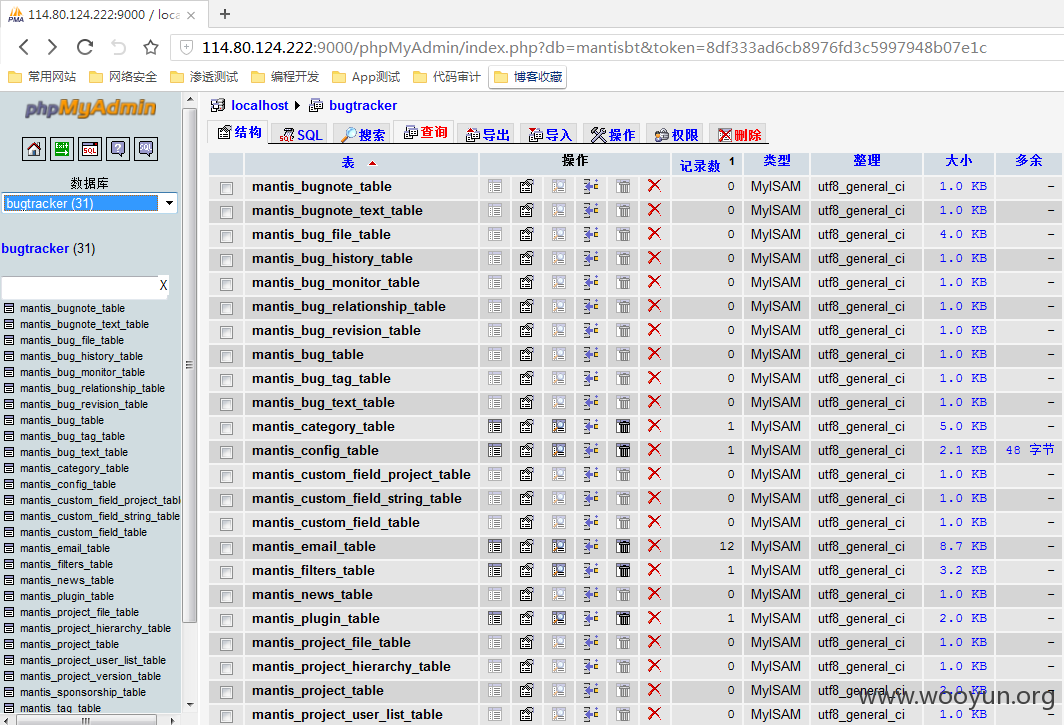 114.80.124.222:9000 / loca
114.80.124.222:9000/phpMyAdmin/index.php?db=mantisbt&token=8df333ad6cb8976fd3c5997948b07e1c
常用网站 网络安全 渗透测试 编程开发 App测试 代码审计 博客收藏
phpMyAdmin
数据库
bugtracker (31)
bugtracker (31)
X
mantis_bugnote_table
mantis_bugnote_text_table
mantis_bug_file_table
mantis_bug_history_table
mantis_bug_monitor_table
mantis_bug_relationship_table
mantis_bug_revision_table
mantis_bug_table
mantis_bug_tag_table
mantis_bug_text_table
mantis_category_table
mantis_config_table
mantis_custom_field_project_tabl
mantis_custom_field_string_table
mantis_custom_field_table
mantis_email_table
mantis_filters_table
mantis_news_table
mantis_plugin_table
mantis_project_file_table
mantis_project_hierarchy_table
mantis_project_table
mantis_project_user_list_table
mantis_project_version_table
mantis_sponsorship_table
mantis_tag_table
localhost bugtracker
结构 SQL 搜索 查询 导出 导入 操作 权限 删除
表 操作 记录数 1 类型 整理 大小 多余
mantis_bugnote_table 0 MyISAM utf8_general_ci 1.0 KB -
mantis_bugnote_text_table 0 MyISAM utf8_general_ci 1.0 KB -
mantis_bug_file_table 0 MyISAM utf8_general_ci 4.0 KB -
mantis_bug_history_table 0 MyISAM utf8_general_ci 1.0 KB -
mantis_bug_monitor_table 0 MyISAM utf8_general_ci 1.0 KB -
mantis_bug_relationship_table 0 MyISAM utf8_general_ci 1.0 KB -
mantis_bug_revision_table 0 MyISAM utf8_general_ci 1.0 KB -
mantis_bug_table 0 MyISAM utf8_general_ci 1.0 KB -
mantis_bug_tag_table 0 MyISAM utf8_general_ci 1.0 KB -
mantis_bug_text_table 0 MyISAM utf8_general_ci 1.0 KB -
mantis_category_table 1 MyISAM utf8_general_ci 5.0 KB -
mantis_config_table 1 MyISAM utf8_general_ci 2.1 KB 48 字节
mantis_custom_field_project_table 0 MyISAM utf8_general_ci 1.0 KB -
mantis_custom_field_string_table 0 MyISAM utf8_general_ci 1.0 KB -
mantis_custom_field_table 0 MyISAM utf8_general_ci 1.0 KB -
mantis_email_table 12 MyISAM utf8_general_ci 8.7 KB -
mantis_filters_table 1 MyISAM utf8_general_ci 3.2 KB -
mantis_news_table 0 MyISAM utf8_general_ci 1.0 KB -
mantis_plugin_table 1 MyISAM utf8_general_ci 2.0 KB -
mantis_project_file_table 0 MyISAM utf8_general_ci 1.0 KB -
mantis_project_hierarchy_table 0 MyISAM utf8_general_ci 1.0 KB -
mantis_project_table 0 MyISAM utf8_general_ci 1.0 KB -
mantis_project_user_list_table 0 MyISAM utf8_general_ci 1.0 KB -
www.wooyun.org